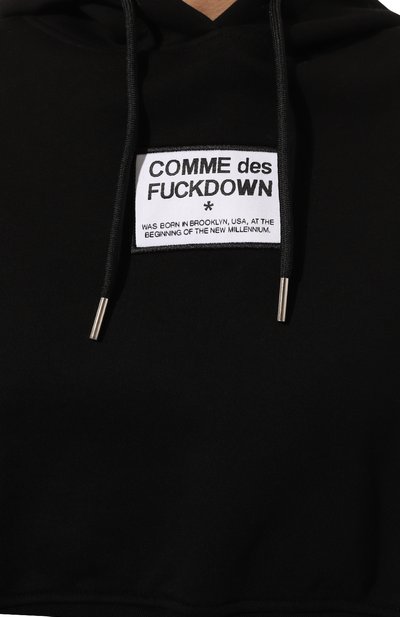 COMME des
FUCKDOWN
*
WAS BORN IN BROOKLYN, USA, AT THE
BEGINNING OF THE NEW MILLENNIUM.